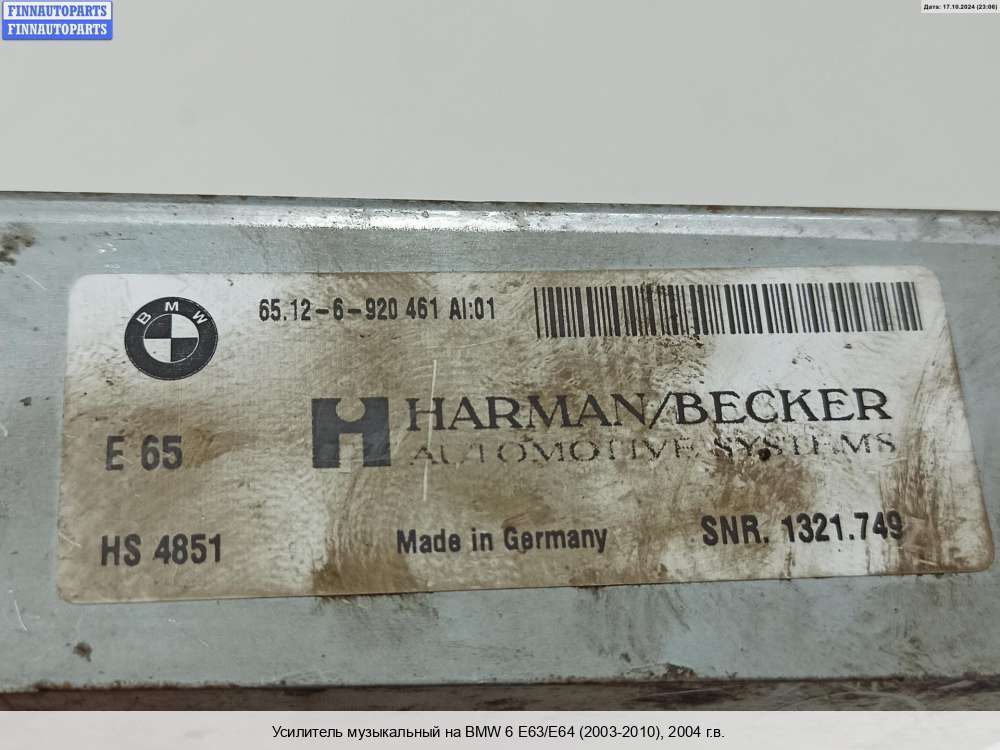 FINNAUTOPARTS
FINNAUTOPARTS
Дата: 17.10.2024 (23:06)
BMW
65.12-6-920 461 AI:01
E 65
H HARMAN/BECKER
AUTOMOTIVE SYSTEMS
HS 4851
Made in Germany
SNR. 1321.749
Усилитель музыкальный на BMW 6 E63/E64 (2003-2010), 2004 г.в.